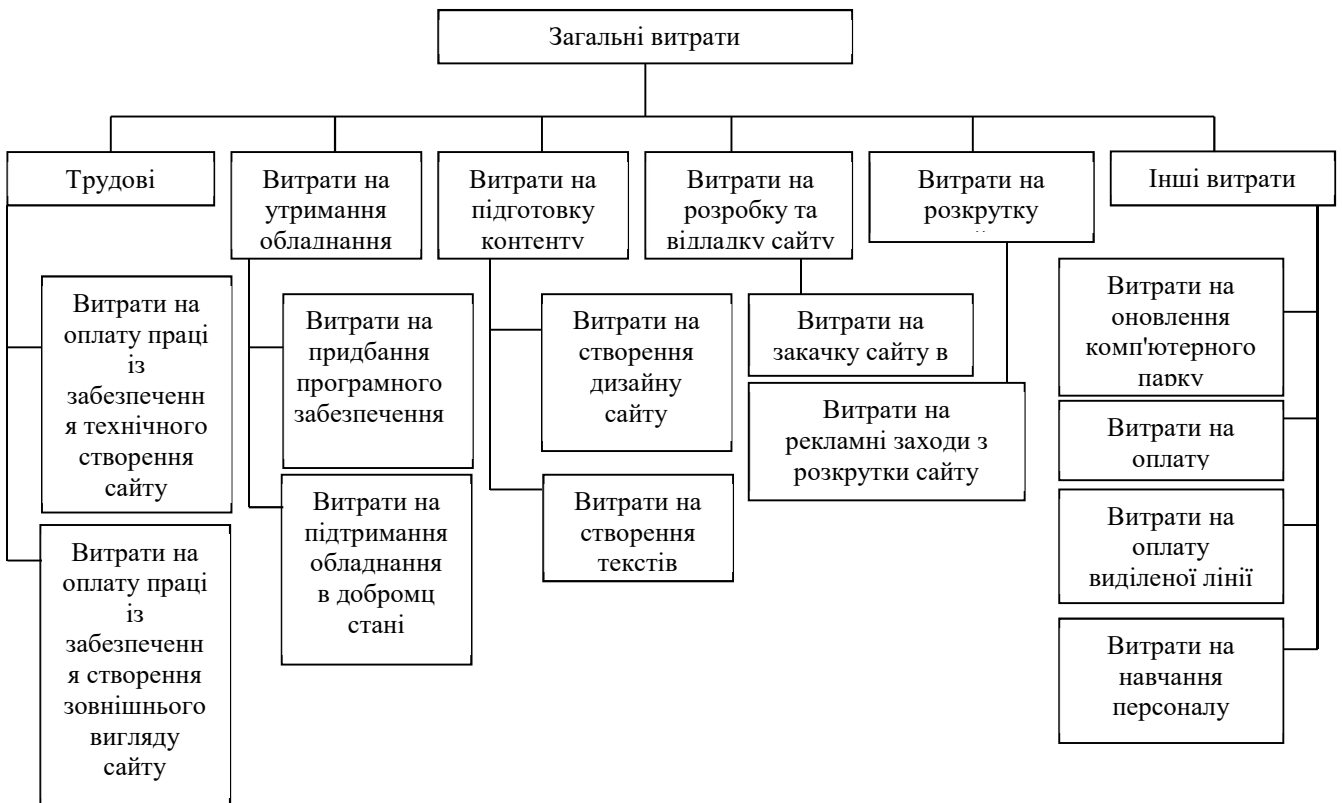 Загальні витрати
Трудові
Витрати на
утримання
обладнання
Витрати на
підготовку
контенту
Витрати на
розробку та
відладку сайту
Витрати на
розкрутку
Інші витрати
Витрати на
оплату праці
із
забезпеченн
я технічного
створення
сайту
Витрати на
оплату праці
із
забезпеченн
я створення
зовнішнього
вигляду
сайту
Витрати на
придбання
програмного
забезпечення
Витрати на
підтримання
обладнання
в добромц
стані
Витрати на
створення
дизайну
сайту
Витрати на
створення
текстів
Витрати на
закачку сайту в
Витрати на
рекламні заходи з
розкрутки сайту
Витрати на
оновлення
комп'ютерного
парку
Витрати на
оплату
Витрати на
оплату
виділеної лінії
Витрати на
навчання
персоналу